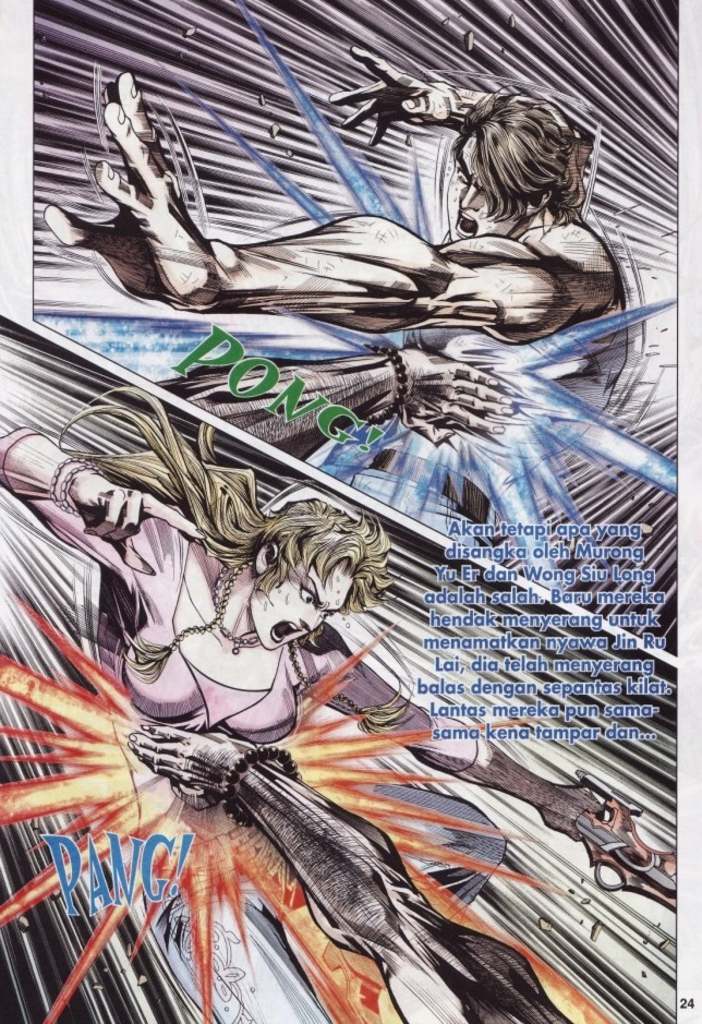 PONG!
Akan tetapi apa yang
disangka oleh Murong
Yu Er dan Wong Siu Long
adalah salah. Baru mereka
hendak menyerang untuk
menamatkan nyawa Jin Ru
Lai, dia telah menyerang
balas dengan sepantas kilat.
Lantas mereka pun sama-
sama kena tampar dan...
PANG!
24